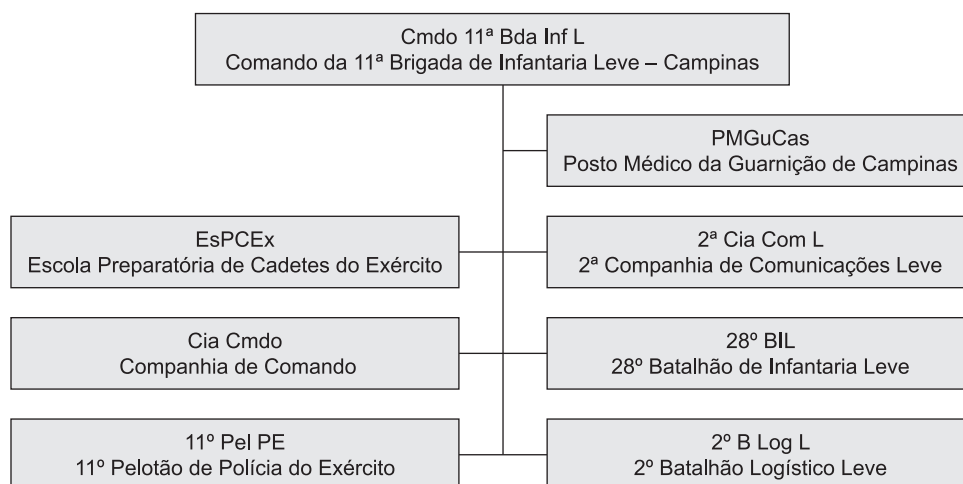 Cmdo 11ª Bda Inf L
Comando da 11ª Brigada de Infantaria Leve – Campinas
PMGuCas
Posto Médico da Guarnição de Campinas
EsPCEx
Escola Preparatória de Cadetes do Exército
2ª Cia Com L
2ª Companhia de Comunicações Leve
Cia Cmdo
Companhia de Comando
28º BIL
28º Batalhão de Infantaria Leve
11º Pel PE
11º Pelotão de Polícia do Exército
2º B Log L
2º Batalhão Logístico Leve